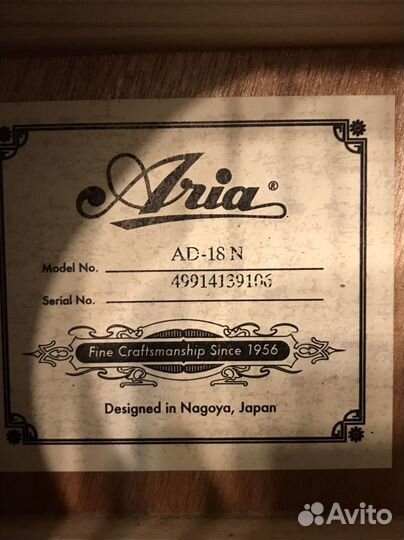 Aria®
Model No. AD-18 N
Serial No. 49914139106
Fine Craftsmanship Since 1956
Designed in Nagoya, Japan
Avito